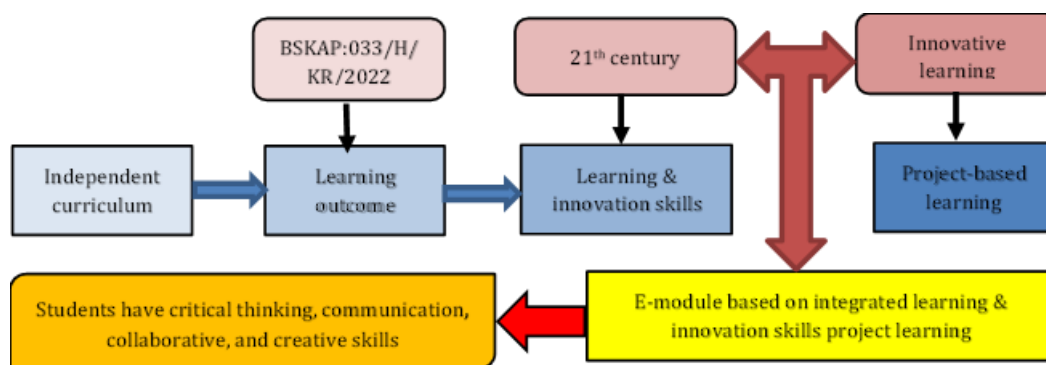 BSKAP:033/H/
KR/2022
21th century
Innovative
learning
Independent
curriculum
Learning
outcome
Learning &
innovation skills
Project-based
learning
Students have critical thinking, communication,
collaborative, and creative skills
E-module based on integrated learning &
innovation skills project learning